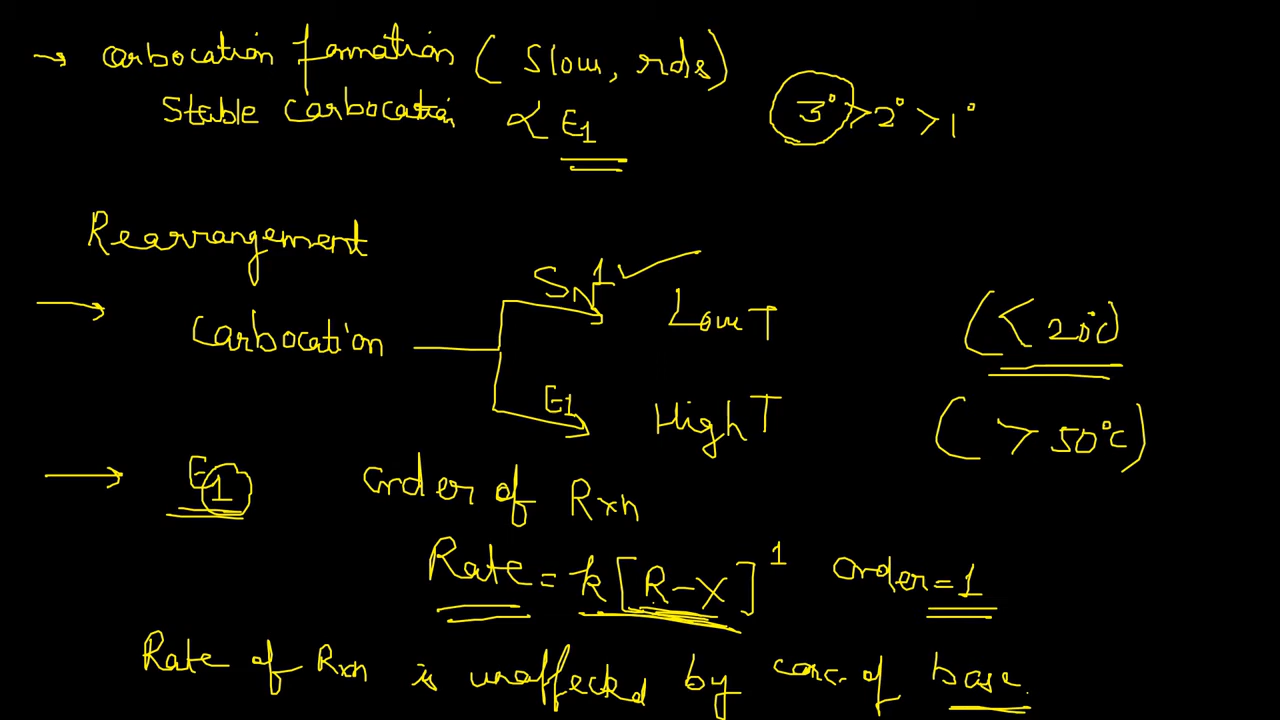 → Carbocation formation (Slow, rds)
Stable Carbocation ∝ E1
3° > 2° > 1°
Rearrangement
→ Carbocation
SN1 ✓ Low T (< 20°C)
E1 High T (> 50°C)
→ E1 order of Rxn
Rate = k[R-X]^1 order = 1
Rate of Rxn is unaffected by conc. of base.